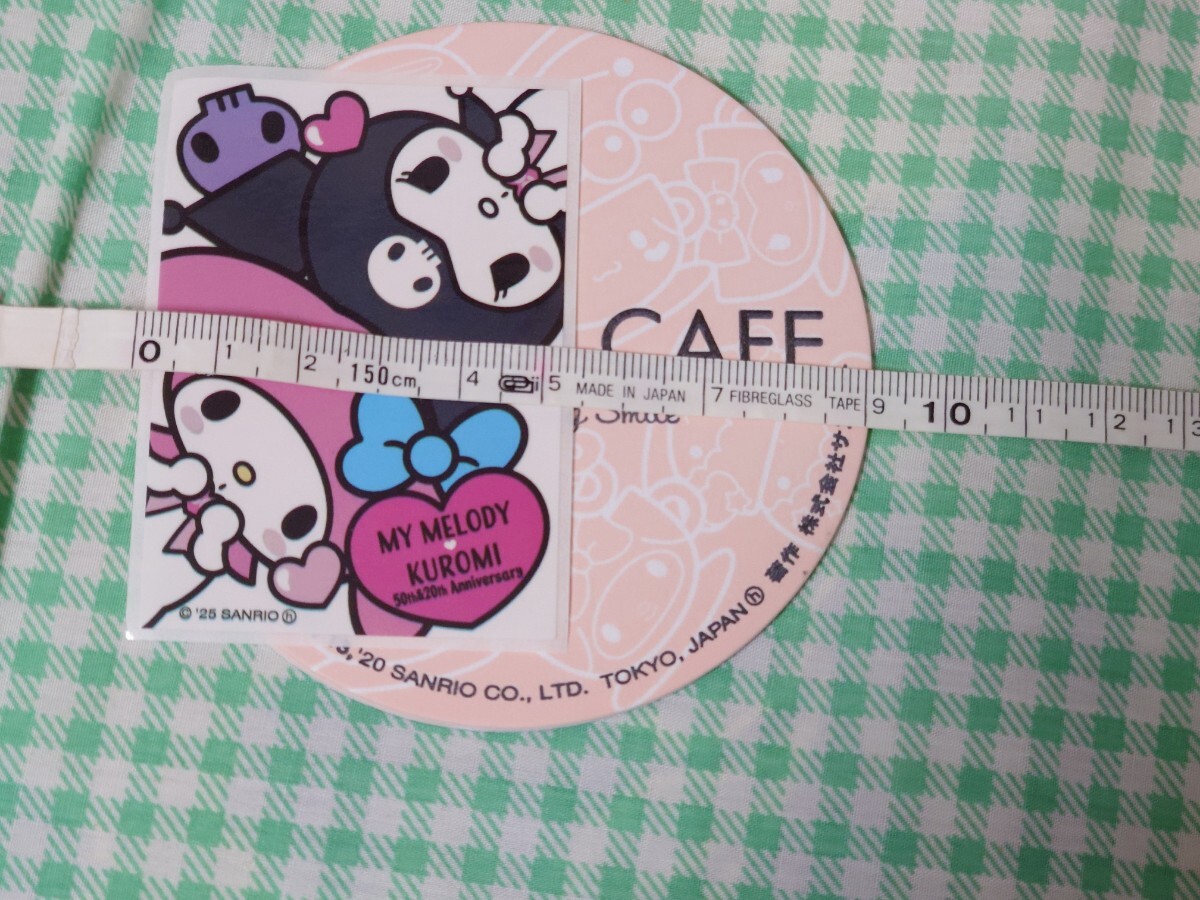 CAFE
0 1 2 150cm 4 5 MADE IN JAPAN 7 FIBREGLASS TAPE 9 10 11 12 13
Smile
MY MELODY
KUROMI
50th&20th Anniversary
© '25 SANRIO ⓗ
'20 SANRIO CO., LTD. TOKYO, JAPAN ⓗ 著作 株式会社サ